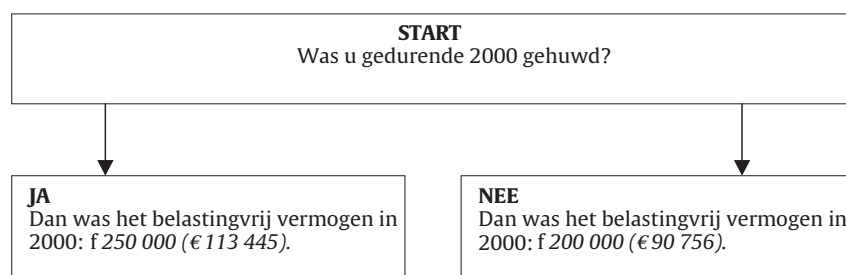 START
Was u gedurende 2000 gehuwd?
JA
Dan was het belastingvrij vermogen in
2000: f 250 000 (€ 113 445).
NEE
Dan was het belastingvrij vermogen in
2000: f 200 000 (€ 90 756).